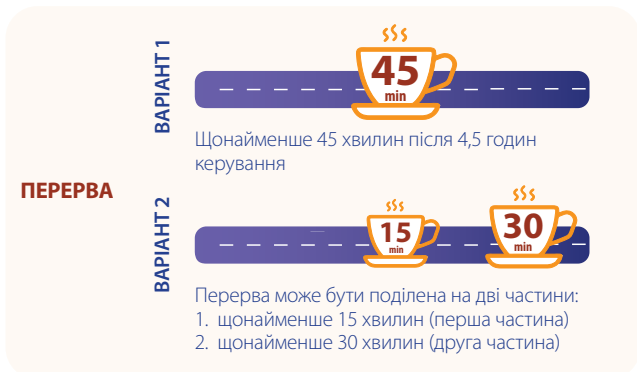 ПЕРЕРВА
ВАРІАНТ 1
45
min
Щонайменше 45 хвилин після 4,5 годин
керування
ВАРІАНТ 2
15
min
30
min
Перерва може бути поділена на дві частини:
1. щонайменше 15 хвилин (перша частина)
2. щонайменше 30 хвилин (друга частина)